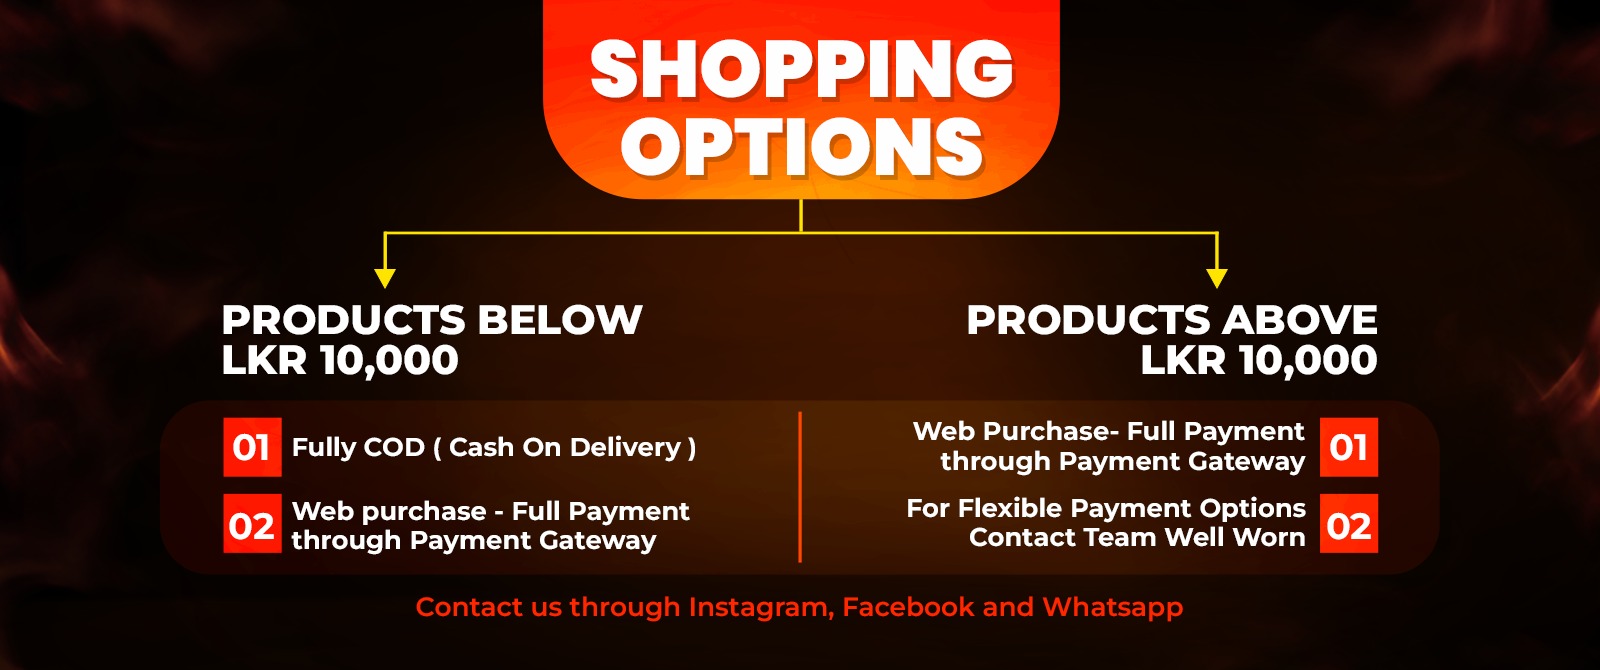 SHOPPING
OPTIONS
PRODUCTS BELOW
LKR 10,000
01
Fully COD ( Cash On Delivery )
02
Web purchase - Full Payment
through Payment Gateway
PRODUCTS ABOVE
LKR 10,000
Web Purchase- Full Payment
through Payment Gateway
01
For Flexible Payment Options
Contact Team Well Worn
02
Contact us through Instagram, Facebook and Whatsapp